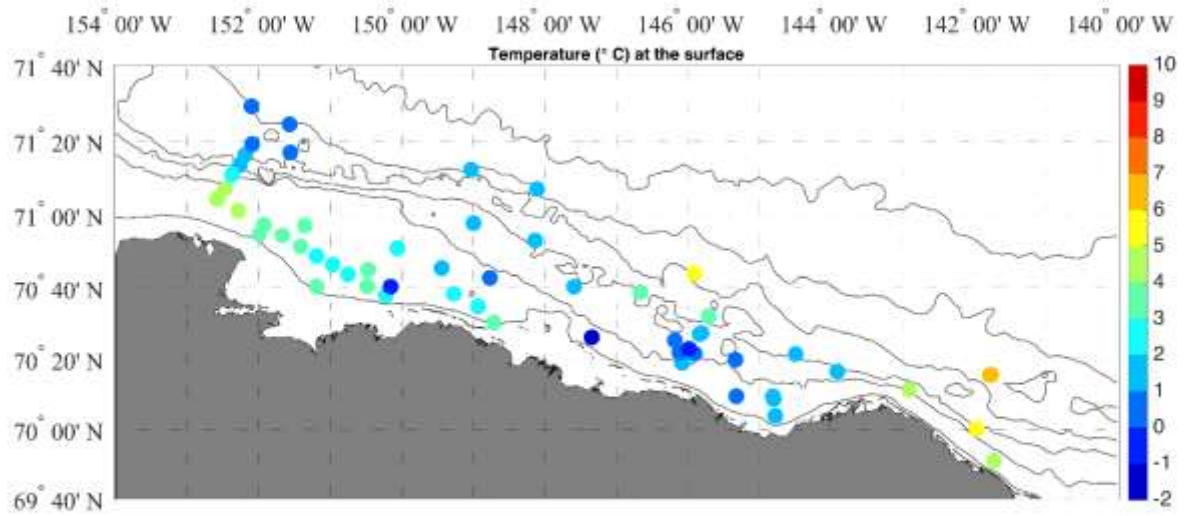 154° 00' W 152° 00' W 150° 00' W 148° 00' W 146° 00' W 144° 00' W 142° 00' W 140° 00' W
Temperature (° C) at the surface
71° 40' N
71° 20' N
71° 00' N
70° 40' N
70° 20' N
70° 00' N
69° 40' N
10
9
8
7
6
5
4
3
2
1
0
-1
-2